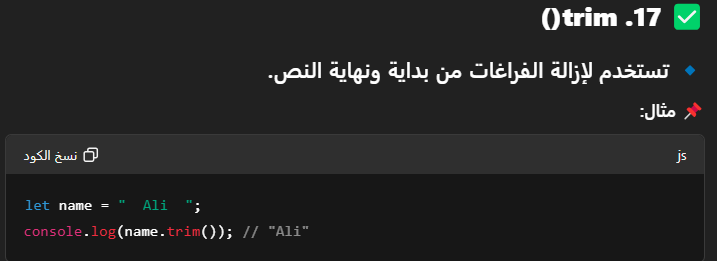 ✅ 17. trim()
🔹 تستخدم لإزالة الفراغات من بداية ونهاية النص.
📌 مثال:
js
نسخ الكود
let name = "  Ali  ";
console.log(name.trim()); // "Ali"